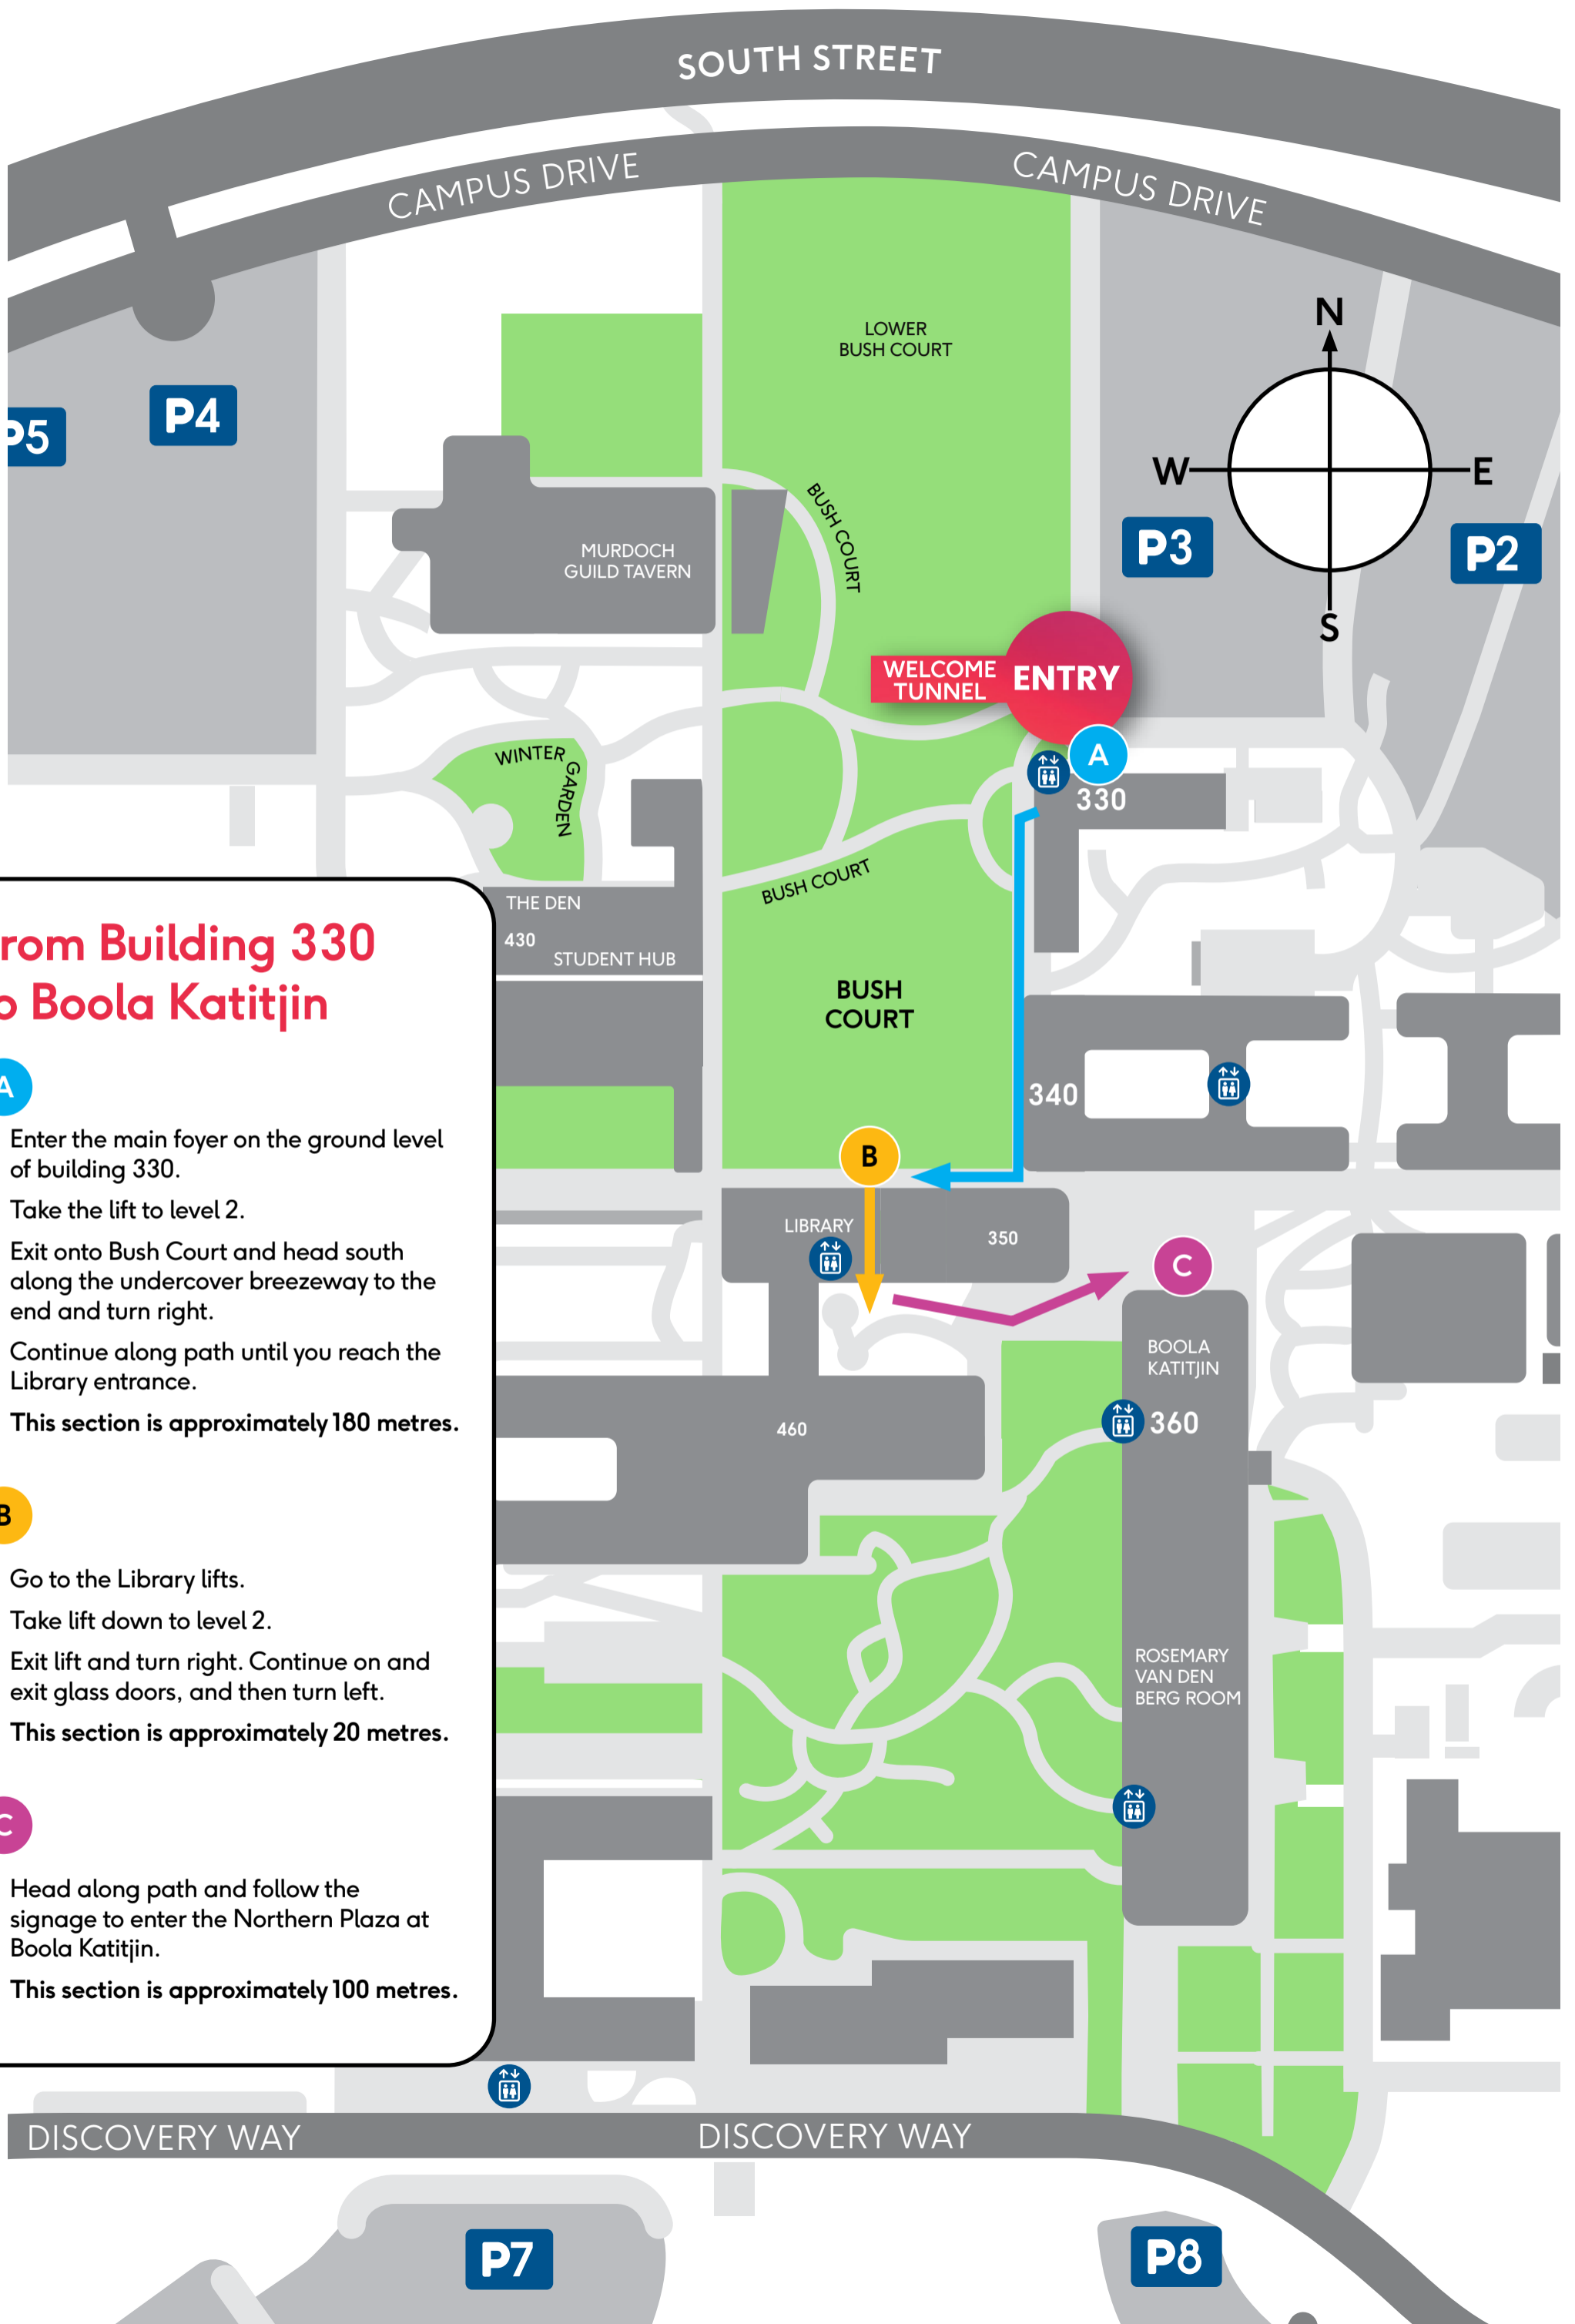 SOUTH STREET
CAMPUS DRIVE
CAMPUS DRIVE
LOWER
BUSH COURT
N
W
E
S
P5
P4
P3
P2
BUSH COURT
MURDOCH
GUILD TAVERN
WELCOME
TUNNEL
ENTRY
A
330
WINTER GARDEN
BUSH COURT
THE DEN
430
STUDENT HUB
BUSH
COURT
340
B
LIBRARY
350
C
BOOLA
KATITJIN
360
460
ROSEMARY
VAN DEN
BERG ROOM
rom Building 330
o Boola Katitjin
A
Enter the main foyer on the ground level
of building 330.
Take the lift to level 2.
Exit onto Bush Court and head south
along the undercover breezeway to the
end and turn right.
Continue along path until you reach the
Library entrance.
This section is approximately 180 metres.
B
Go to the Library lifts.
Take lift down to level 2.
Exit lift and turn right. Continue on and
exit glass doors, and then turn left.
This section is approximately 20 metres.
C
Head along path and follow the
signage to enter the Northern Plaza at
Boola Katitjin.
This section is approximately 100 metres.
DISCOVERY WAY
DISCOVERY WAY
P7
P8